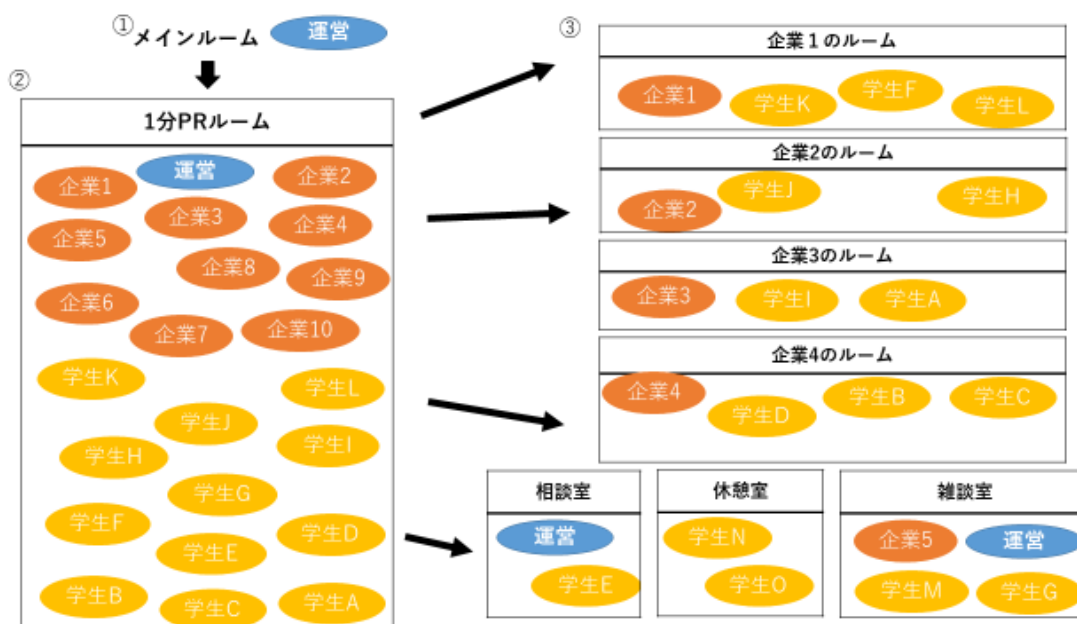 ①メインルーム 運営
②
1分PRルーム
運営
企業1
企業2
企業3
企業4
企業5
企業8
企業9
企業6
企業7
企業10
学生K
学生L
学生J
学生I
学生H
学生G
学生F
学生D
学生E
学生B
学生C
学生A
③
企業1のルーム
企業1 学生K 学生F 学生L
企業2のルーム
企業2 学生J 学生H
企業3のルーム
企業3 学生I 学生A
企業4のルーム
企業4 学生D 学生B 学生C
相談室
運営
学生E
休憩室
学生N
学生O
雑談室
企業5 運営
学生M 学生G